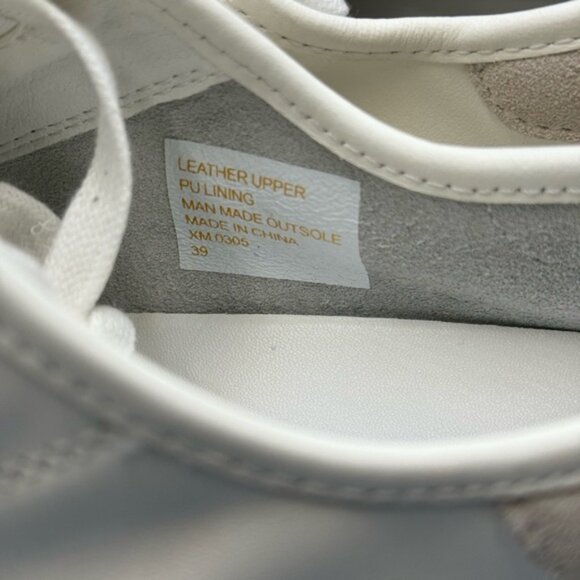 LEATHER UPPER
PU LINING
MAN MADE OUTSOLE
MADE IN CHINA
XM 0305
39